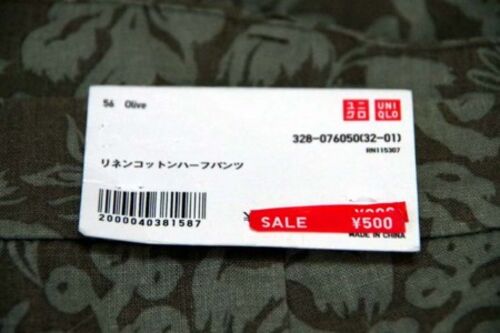 56 Olive
ユニ
クロ
UNI
QLO
328-076050(32-01)
RN115307
リネンコットンハーフパンツ
2000040381587
SALE ¥500
MADE IN CHINA